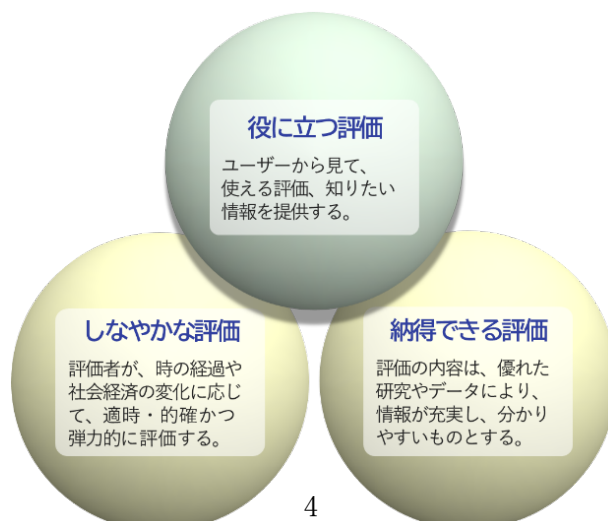 役に立つ評価
ユーザーから見て、
使える評価、知りたい
情報を提供する。
しなやかな評価
評価者が、時の経過や
社会経済の変化に応じ
て、適時・的確かつ
弾力的に評価する。
納得できる評価
評価の内容は、優れた
研究やデータにより、
情報が充実し、分かり
やすいものとする。
4